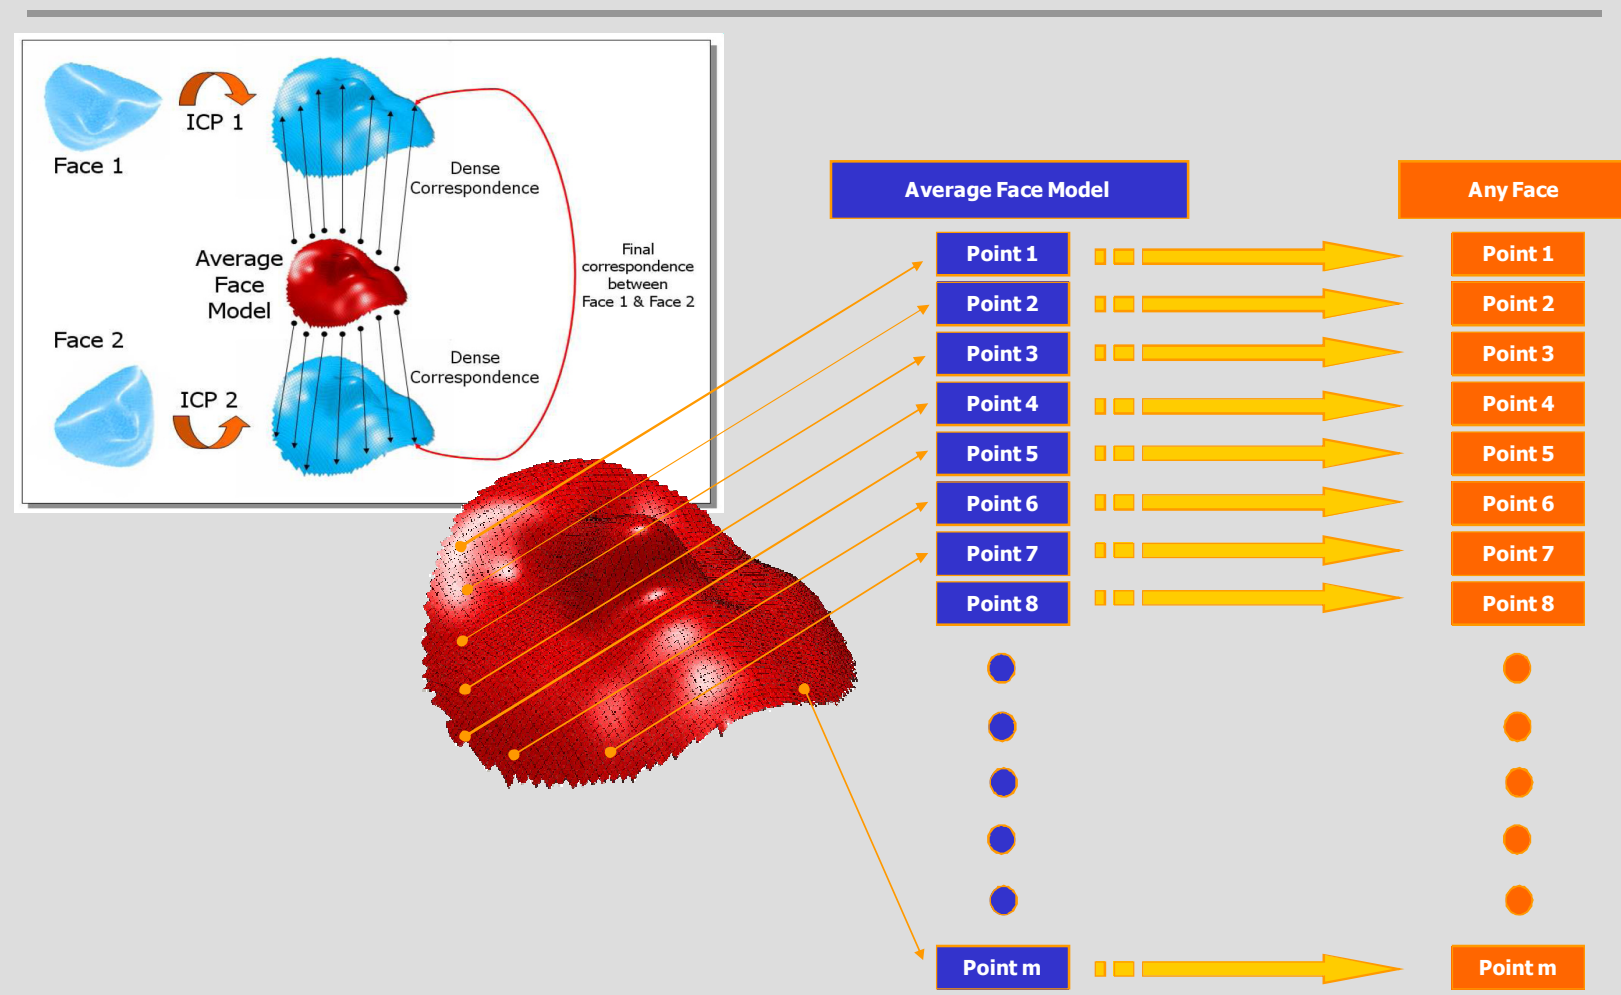 ICP 1
Face 1
Dense
Correspondence
Average
Face
Model
Final
correspondence
between
Face 1 & Face 2
Face 2
Dense
Correspondence
ICP 2
Average Face Model
Any Face
Point 1
Point 1
Point 2
Point 2
Point 3
Point 3
Point 4
Point 4
Point 5
Point 5
Point 6
Point 6
Point 7
Point 7
Point 8
Point 8
Point m
Point m